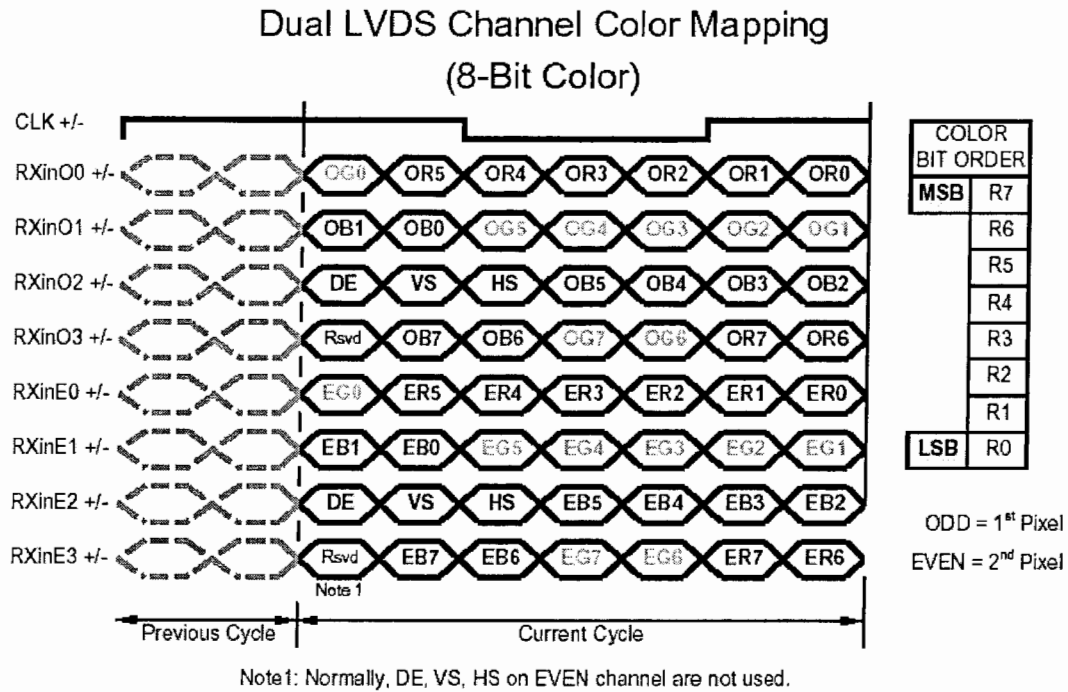 Dual LVDS Channel Color Mapping
(8-Bit Color)
CLK +/-
RXinO0 +/- OG0 OR5 OR4 OR3 OR2 OR1 OR0
RXinO1 +/- OB1 OB0 OG5 OG4 OG3 OG2 OG1
RXinO2 +/- DE VS HS OB5 OB4 OB3 OB2
RXinO3 +/- Rsvd OB7 OB6 OG7 OG6 OR7 OR6
RXinE0 +/- EG0 ER5 ER4 ER3 ER2 ER1 ER0
RXinE1 +/- EB1 EB0 EG5 EG4 EG3 EG2 EG1
RXinE2 +/- DE VS HS EB5 EB4 EB3 EB2
RXinE3 +/- Rsvd EB7 EB6 EG7 EG6 ER7 ER6
Note 1
Previous Cycle
Current Cycle
COLOR
BIT ORDER
MSB R7
R6
R5
R4
R3
R2
R1
LSB R0
ODD = 1st Pixel
EVEN = 2nd Pixel
Note1: Normally, DE, VS, HS on EVEN channel are not used.